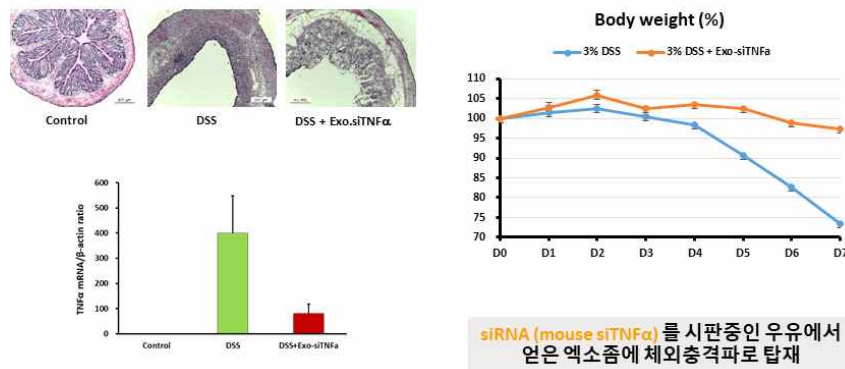 Control
DSS
DSS + Exo.siTNFα
TNFα mRNA/β-actin ratio
600
500
400
300
200
100
0
Control
DSS
DSS+Exo-siTNFa
Body weight (%)
3% DSS
3% DSS + Exo-siTNFa
110
105
100
95
90
85
80
75
70
D0
D1
D2
D3
D4
D5
D6
D7
siRNA (mouse siTNFα) 를 시판중인 우유에서
얻은 엑소좀에 체외충격파로 탑재